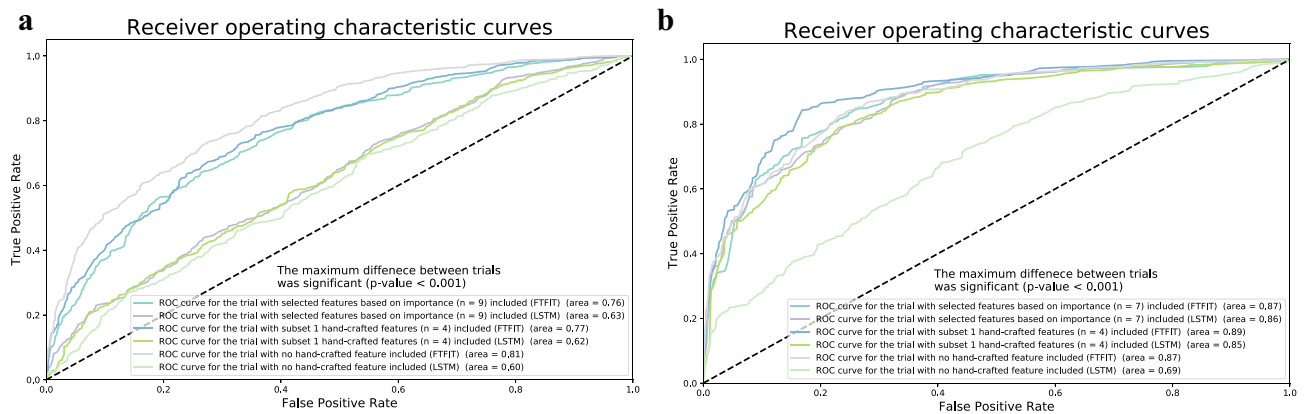 a
Receiver operating characteristic curves
True Positive Rate
1.0
0.8
0.6
0.4
0.2
0.0
The maximum diffenece between trials
was significant (p-value < 0.001)
ROC curve for the trial with selected features based on importance (n = 9) included (FTFIT) (area = 0.76)
ROC curve for the trial with selected features based on importance (n = 9) included (LSTM) (area = 0.63)
ROC curve for the trial with subset 1 hand-crafted features (n = 4) included (FTFIT) (area = 0.77)
ROC curve for the trial with subset 1 hand-crafted features (n = 4) included (LSTM) (area = 0.62)
ROC curve for the trial with no hand-crafted feature included (FTFIT) (area = 0.81)
ROC curve for the trial with no hand-crafted feature included (LSTM) (area = 0.60)
0.0 0.2 0.4 0.6 0.8 1.0
False Positive Rate
b
Receiver operating characteristic curves
True Positive Rate
1.0
0.8
0.6
0.4
0.2
0.0
The maximum diffenece between trials
was significant (p-value < 0.001)
ROC curve for the trial with selected features based on importance (n = 7) included (FTFIT) (area = 0.87)
ROC curve for the trial with selected features based on importance (n = 7) included (LSTM) (area = 0.86)
ROC curve for the trial with subset 1 hand-crafted features (n = 4) included (FTFIT) (area = 0.89)
ROC curve for the trial with subset 1 hand-crafted features (n = 4) included (LSTM) (area = 0.85)
ROC curve for the trial with no hand-crafted feature included (FTFIT) (area = 0.87)
ROC curve for the trial with no hand-crafted feature included (LSTM) (area = 0.69)
0.0 0.2 0.4 0.6 0.8 1.0
False Positive Rate